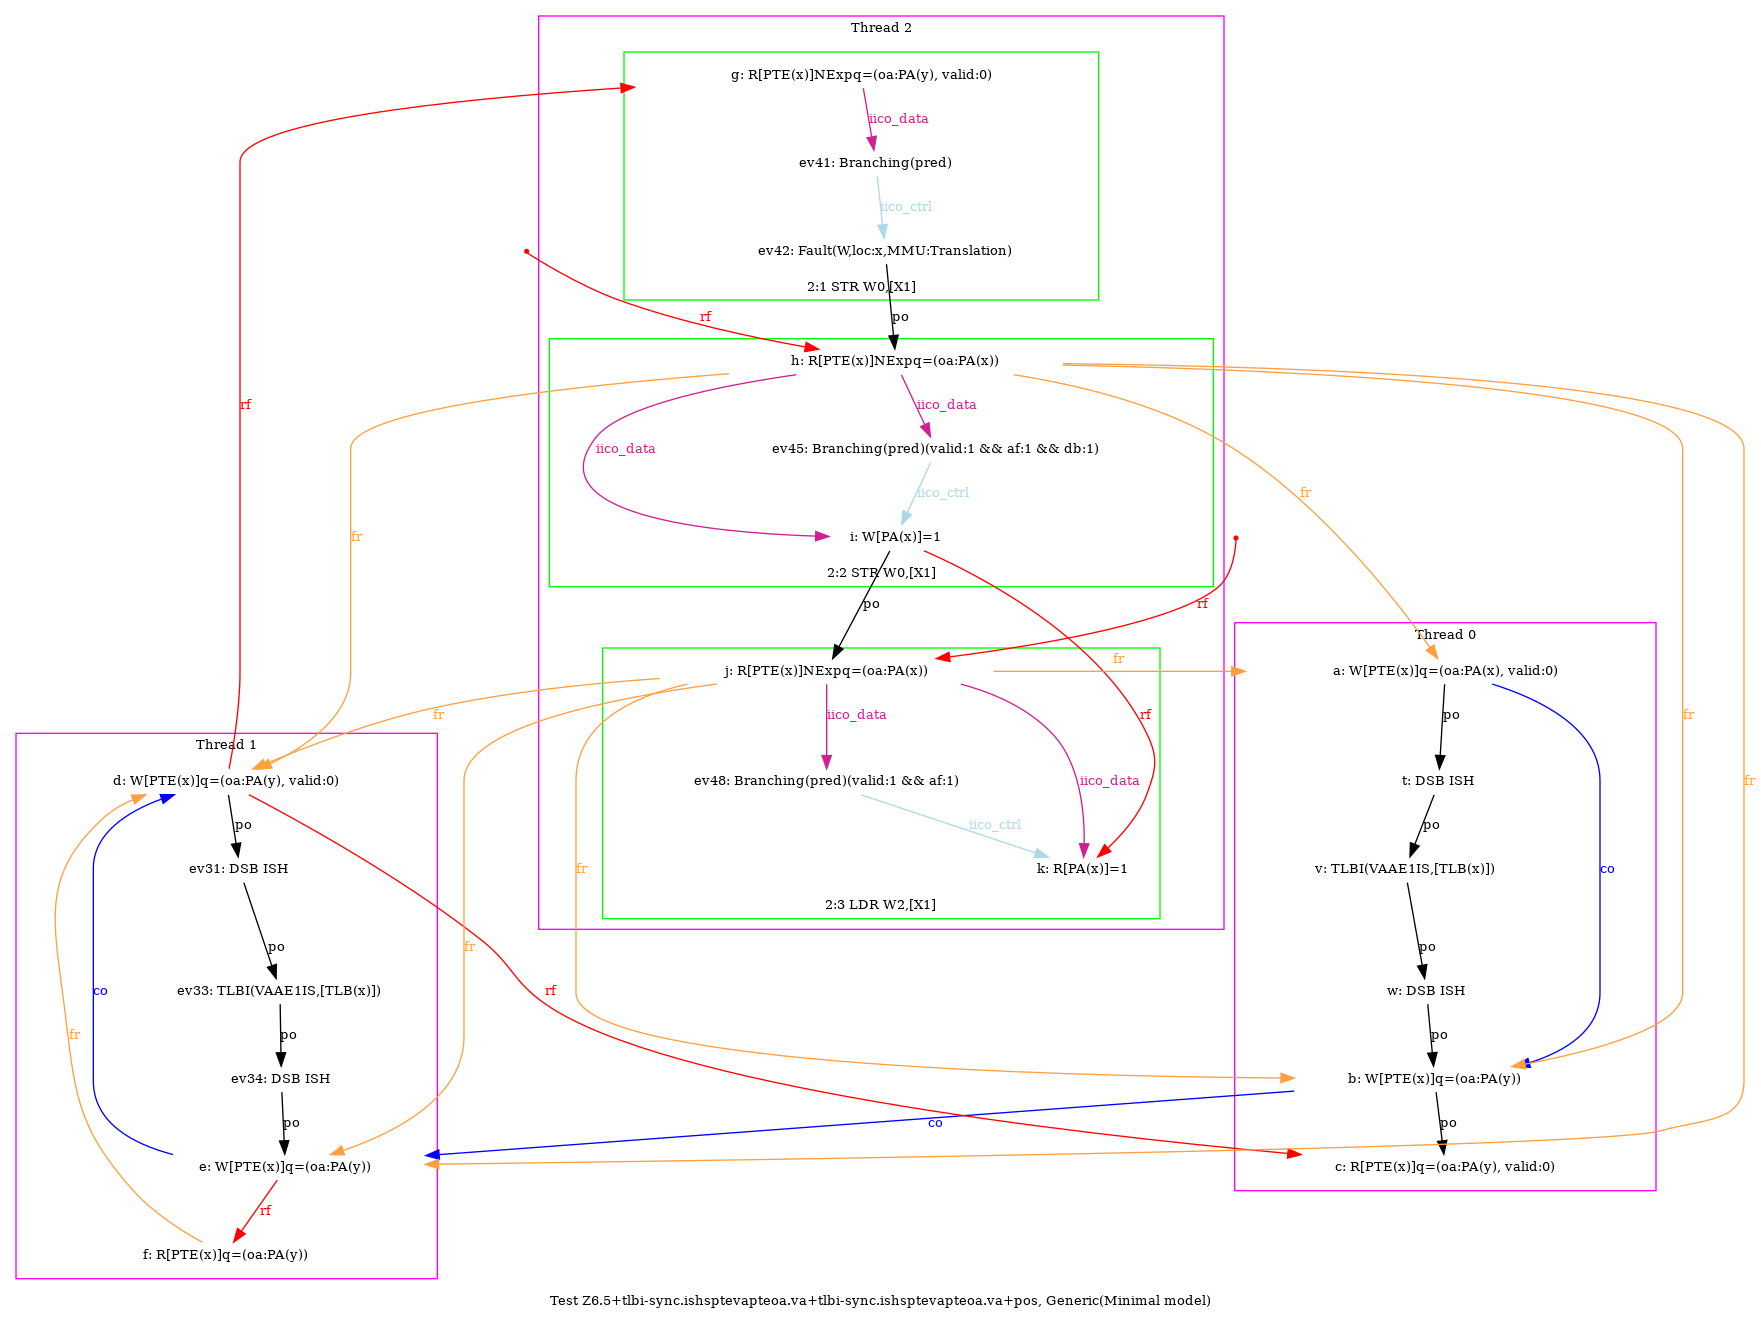 Thread 2
g: R[PTE(x)]NExpq=(oa:PA(y), valid:0)
iico_data
ev41: Branching(pred)
iico_ctrl
ev42: Fault(W,loc:x,MMU:Translation)
2:1 STR W0,[X1]
rf
po
h: R[PTE(x)]NExpq=(oa:PA(x))
rf
iico_data
iico_data
ev45: Branching(pred)(valid:1 && af:1 && db:1)
iico_ctrl
fr
fr
i: W[PA(x)]=1
2:2 STR W0,[X1]
po
rf
Thread 0
j: R[PTE(x)]NExpq=(oa:PA(x))
fr
a: W[PTE(x)]q=(oa:PA(x), valid:0)
fr
iico_data
rf
po
fr
Thread 1
d: W[PTE(x)]q=(oa:PA(y), valid:0)
ev48: Branching(pred)(valid:1 && af:1)
iico_data
t: DSB ISH
fr
po
iico_ctrl
po
ev31: DSB ISH
fr
k: R[PA(x)]=1
v: TLBI(VAAE1IS,[TLB(x)])
co
2:3 LDR W2,[X1]
po
fr
po
co
ev33: TLBI(VAAE1IS,[TLB(x)])
rf
w: DSB ISH
fr
po
po
ev34: DSB ISH
b: W[PTE(x)]q=(oa:PA(y))
po
co
po
e: W[PTE(x)]q=(oa:PA(y))
c: R[PTE(x)]q=(oa:PA(y), valid:0)
rf
f: R[PTE(x)]q=(oa:PA(y))
Test Z6.5+tlbi-sync.ishsptevapteoa.va+tlbi-sync.ishsptevapteoa.va+pos, Generic(Minimal model)